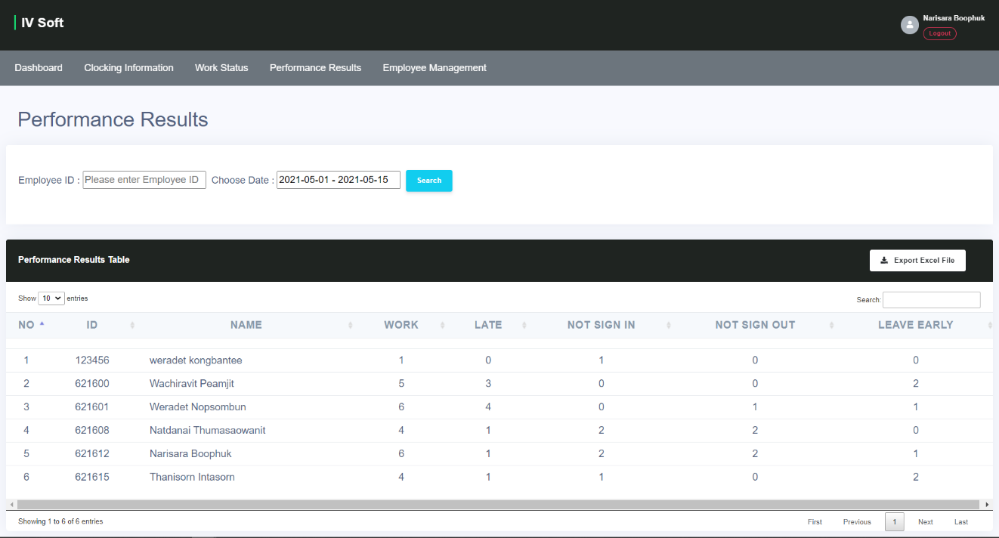 IV Soft
Narisara Boophuk
Logout
Dashboard Clocking Information Work Status Performance Results Employee Management
Performance Results
Employee ID : Please enter Employee ID Choose Date : 2021-05-01 - 2021-05-15 Search
Performance Results Table Export Excel File
Show 10 entries Search:
NO ID NAME WORK LATE NOT SIGN IN NOT SIGN OUT LEAVE EARLY
1 123456 weradet kongbantee 1 0 1 0 0
2 621600 Wachiravit Peamjit 5 3 0 0 2
3 621601 Weradet Nopsombun 6 4 0 1 1
4 621608 Natdanai Thumasaowanit 4 1 2 2 0
5 621612 Narisara Boophuk 6 1 2 2 1
6 621615 Thanisorn Intasorn 4 1 1 0 2
Showing 1 to 6 of 6 entries First Previous 1 Next Last